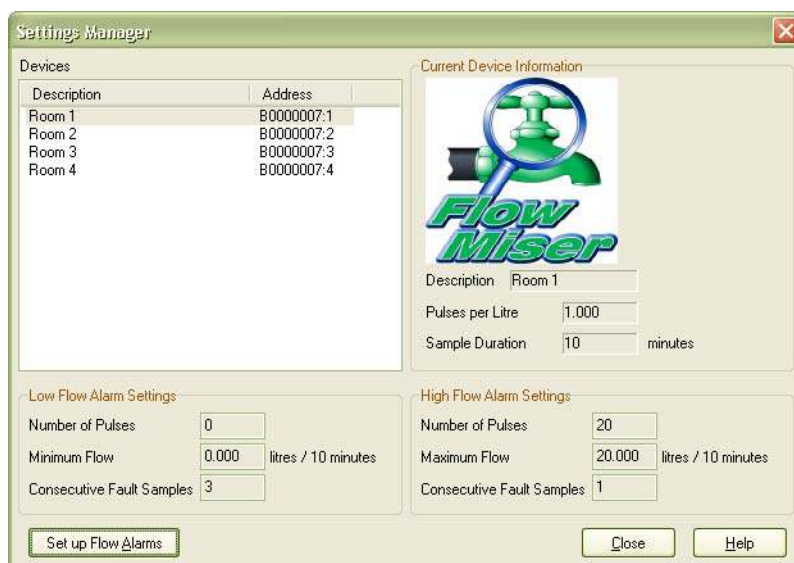 Settings Manager
Devices
Description Address
Room 1 B0000007:1
Room 2 B0000007:2
Room 3 B0000007:3
Room 4 B0000007:4
Current Device Information
Flow
Miser
Description Room 1
Pulses per Litre 1.000
Sample Duration 10 minutes
Low Flow Alarm Settings
Number of Pulses 0
Minimum Flow 0.000 litres / 10 minutes
Consecutive Fault Samples 3
High Flow Alarm Settings
Number of Pulses 20
Maximum Flow 20.000 litres / 10 minutes
Consecutive Fault Samples 1
Set up Flow Alarms
Close
Help